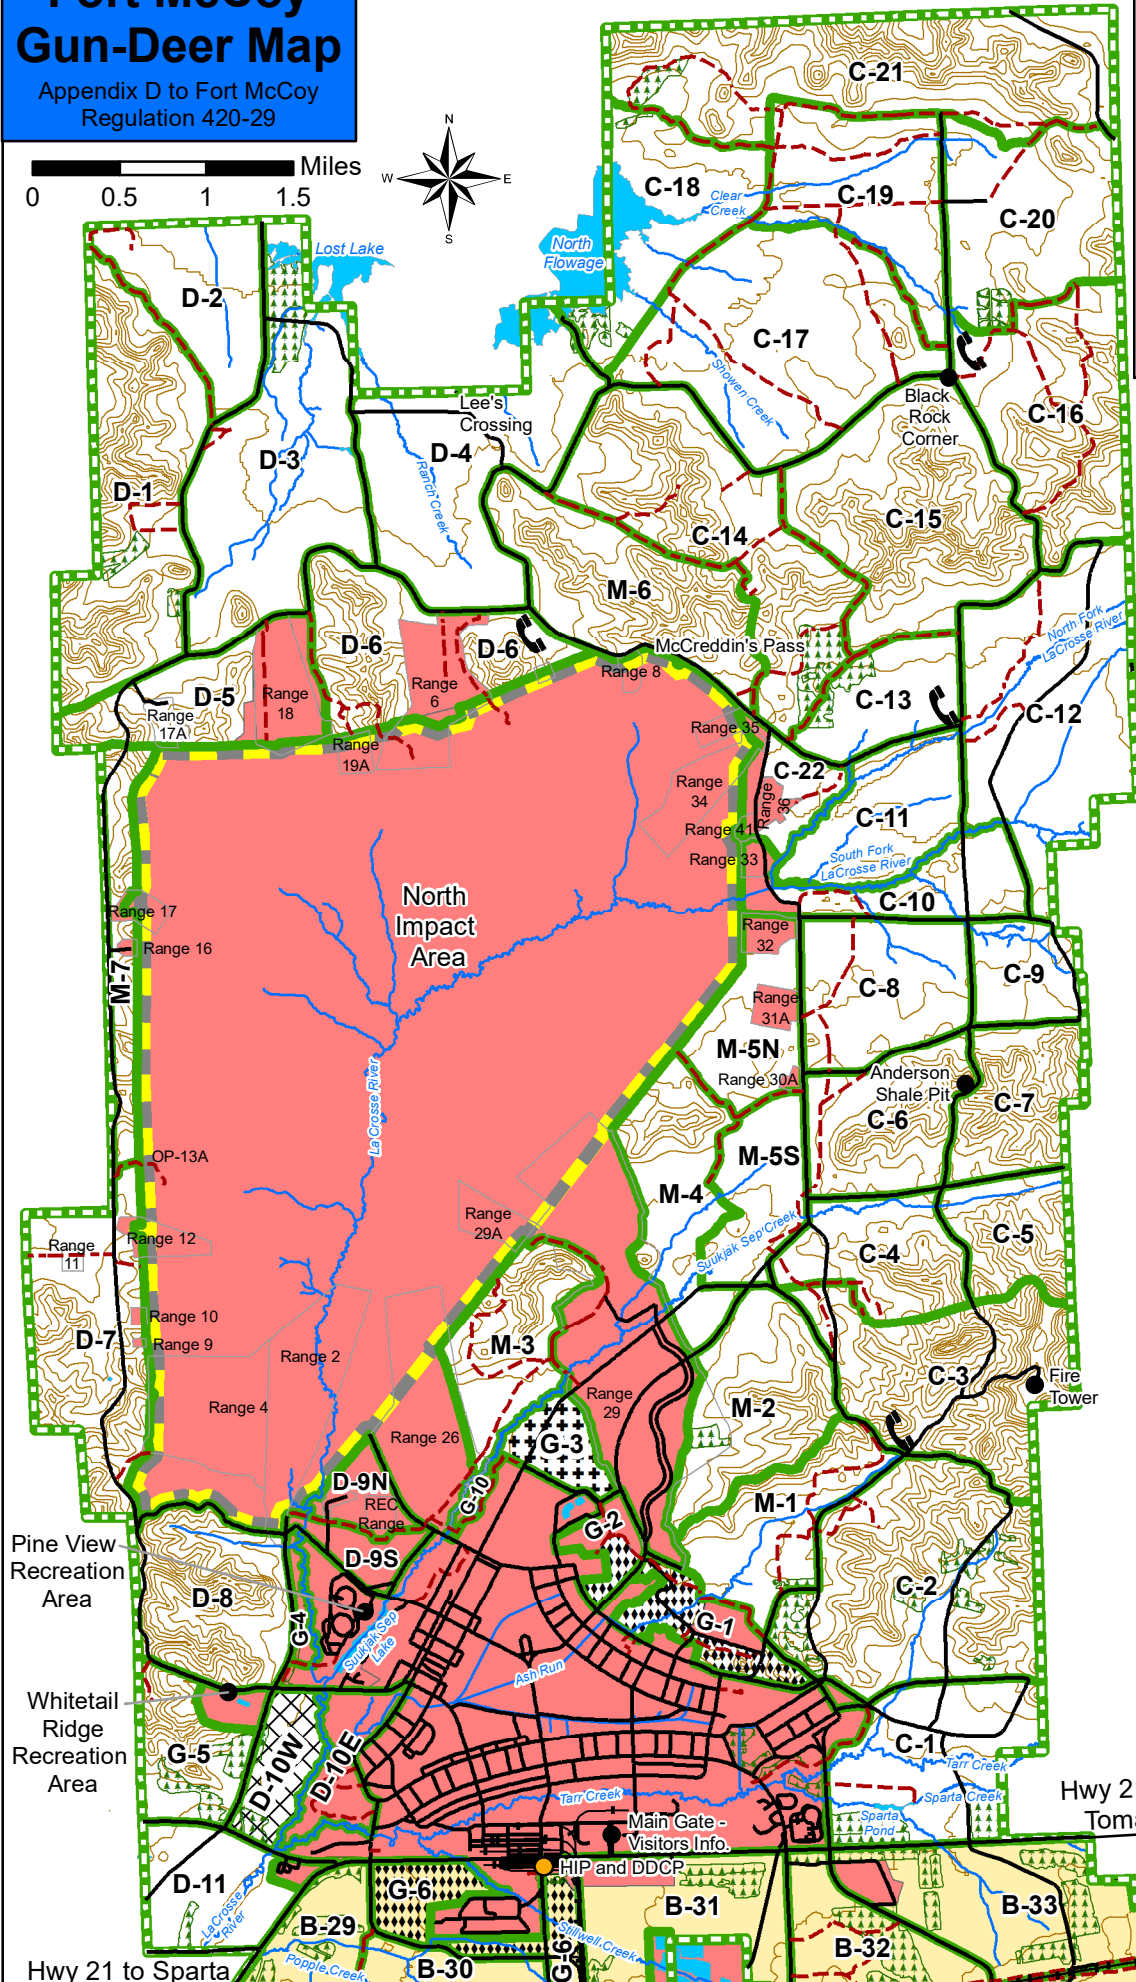 Fort McCoy
Gun-Deer Map
Appendix D to Fort McCoy
Regulation 420-29
Miles
0 0.5 1 1.5
N
W E
S
C-21
C-18
Clear
Creek
C-19
C-20
North
Flowage
Lost Lake
D-2
C-17
Showen Creek
Black
Rock
Corner
C-16
Lee's
Crossing
D-4
D-3
Ranch Creek
D-1
C-14
C-15
M-6
McCreddin's Pass
North Fork
LaCrosse River
D-6
D-6
D-5
Range
18
Range
6
Range 8
Range
17A
Range
19A
C-13
C-12
Range 35
C-22
Range
34
Range
36
Range 41
C-11
Range 33
South Fork
LaCrosse River
North
Impact
Area
C-10
Range 17
Range 16
Range
32
M-7
C-8
C-9
Range
31A
M-5N
Range 30A
Anderson
Shale Pit
C-7
C-6
LaCrosse River
OP-13A
M-5S
M-4
Range
29A
Suukjak Sep Creek
Range 12
Range
11
C-4
C-5
Range 10
Range 9
D-7
Range 2
M-3
C-3
Fire
Tower
Range 4
Range
29
M-2
Range 26
G-3
D-9N
REC
Range
G-10
M-1
G-2
Pine View
Recreation
Area
D-9S
D-8
C-2
G-4
G-1
Suukjak Sep
Lake
Ash Run
Whitetail
Ridge
Recreation
Area
G-5
D-10W
D-10E
C-1
Tarr Creek
Tarr Creek
Sparta Creek
Sparta
Pond
Hwy 2
Tom
Main Gate -
Visitors Info.
HIP and DDCP
D-11
G-6
B-31
B-33
LaCrosse
River
B-29
Stillwell Creek
B-32
Hwy 21 to Sparta
Popple Creek
B-30
G-6